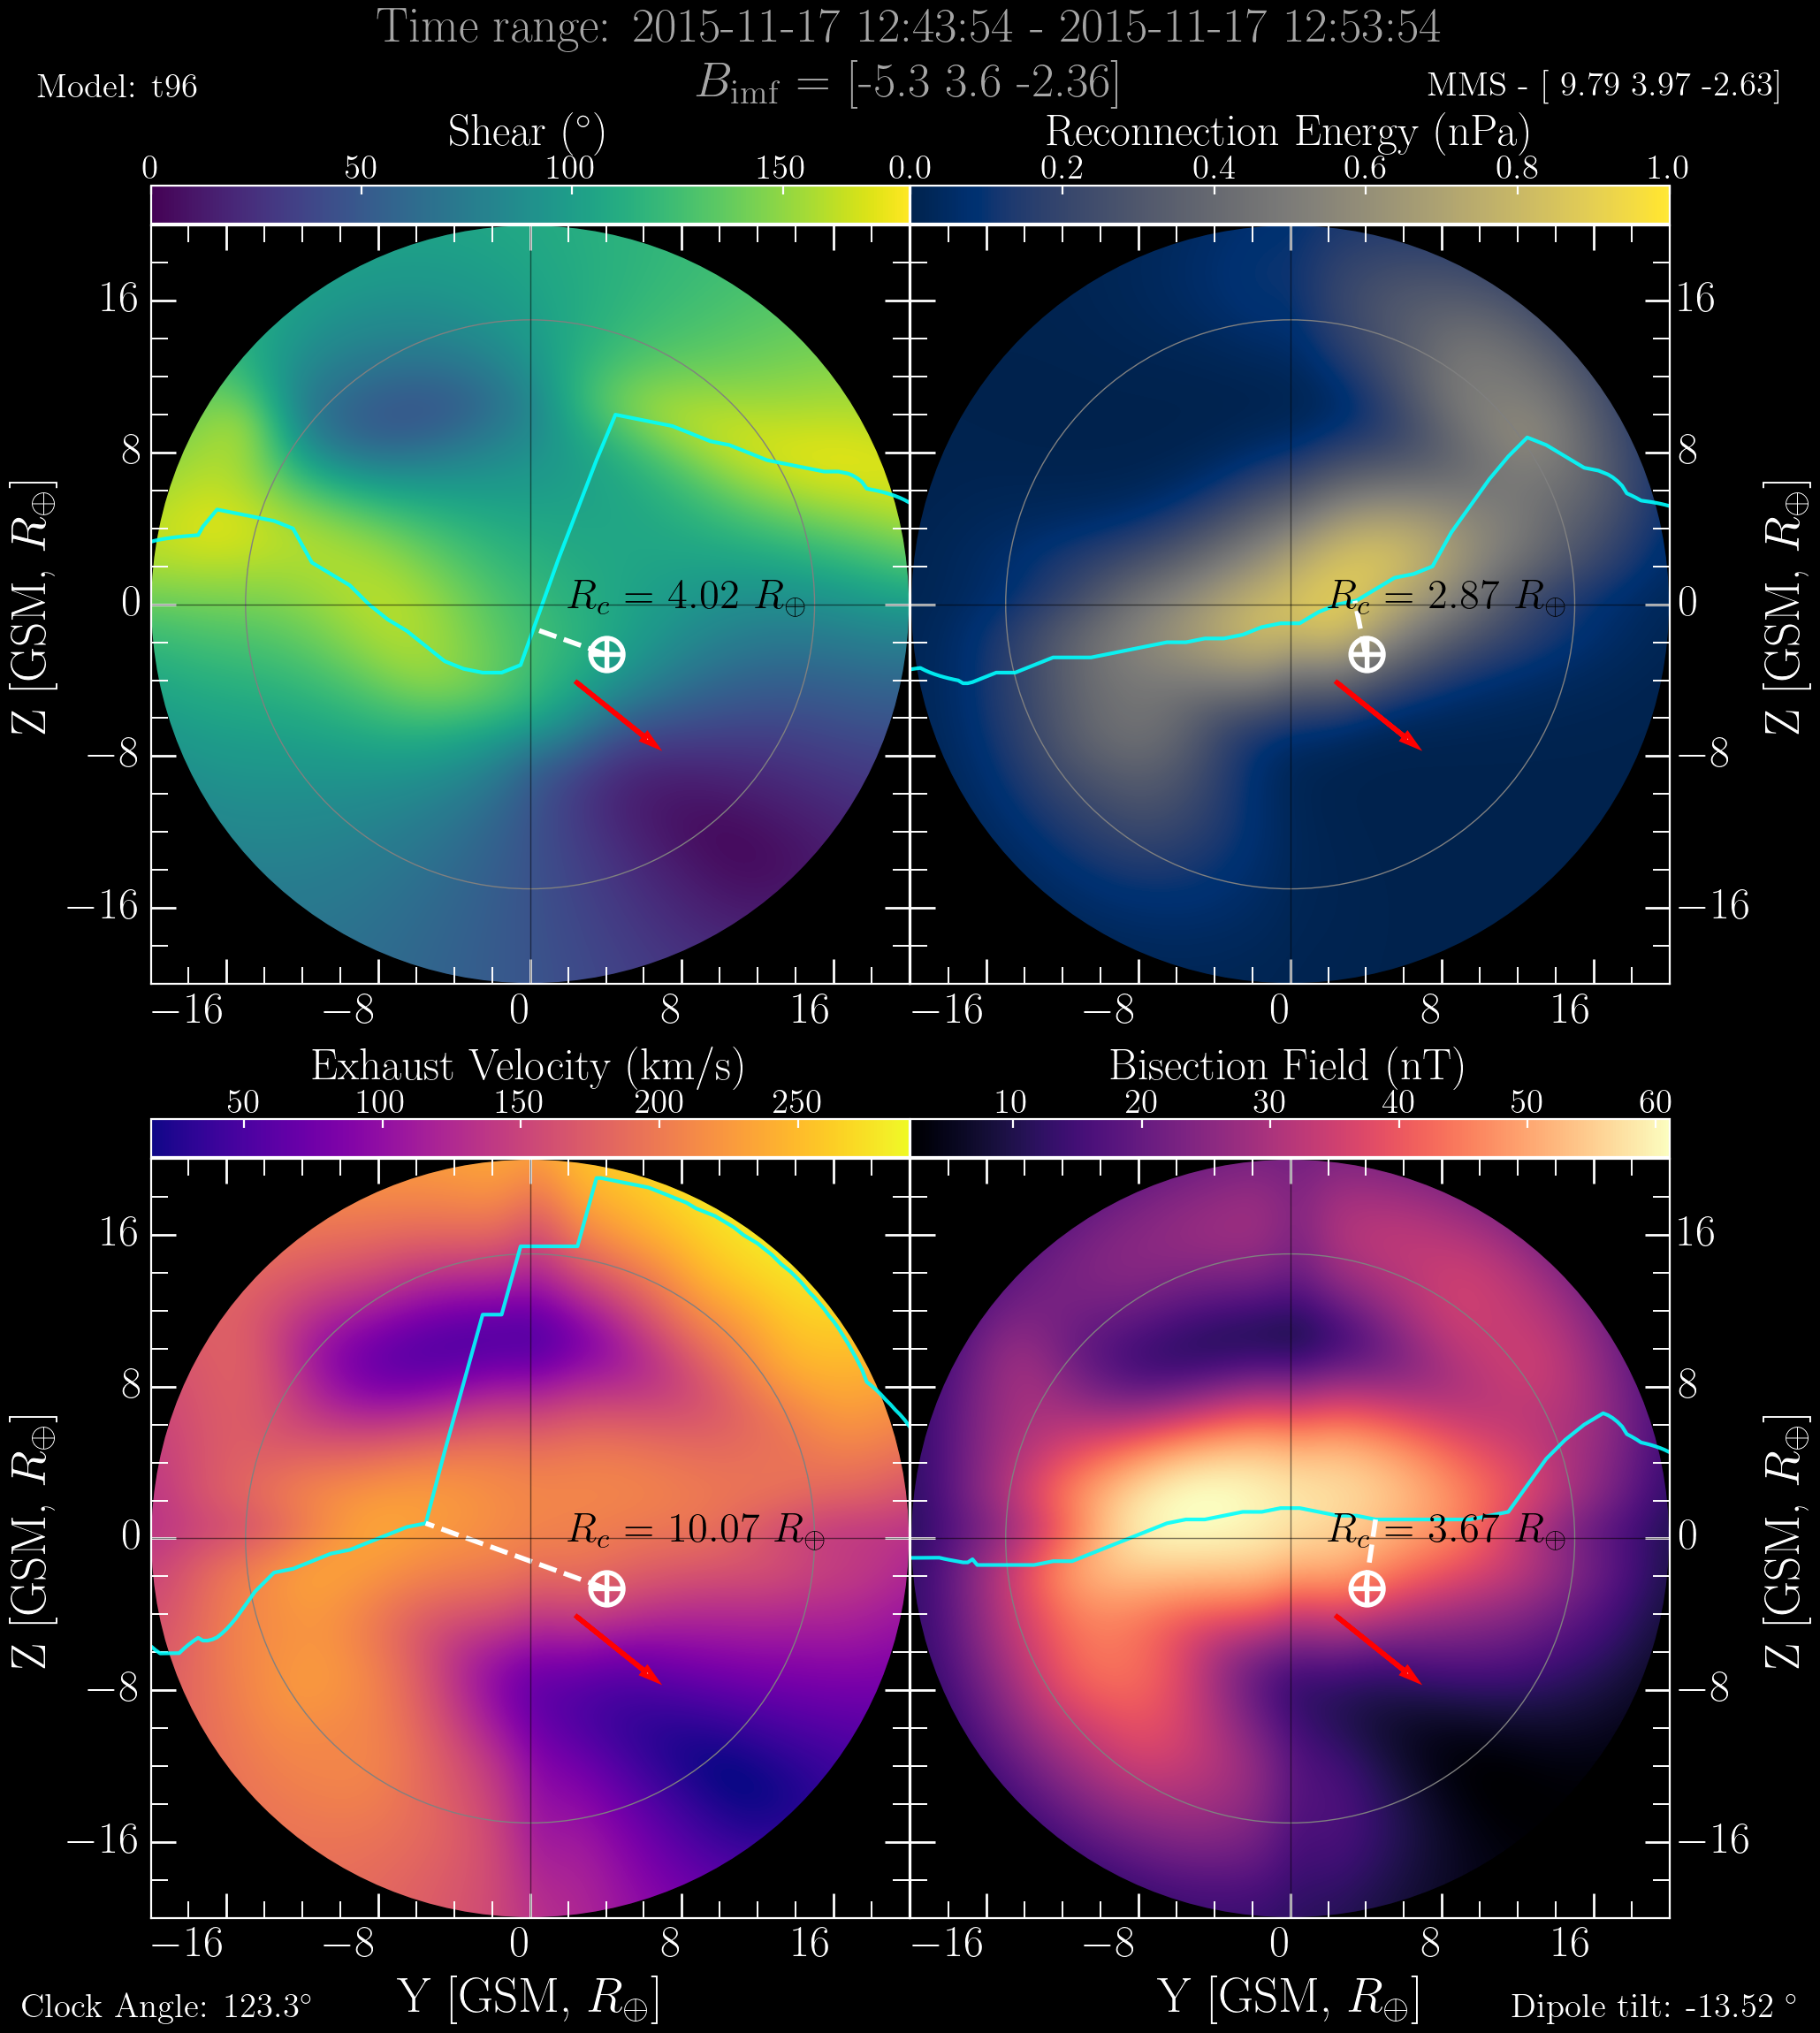 Time range: 2015-11-17 12:43:54 - 2015-11-17 12:53:54
Model: t96
B_imf = [-5.3 3.6 -2.36]
MMS - [ 9.79 3.97 -2.63]
Shear (°)
Reconnection Energy (nPa)
0 50 100 150
0.0 0.2 0.4 0.6 0.8 1.0
16
8
0
−8
−16
Z [GSM, R⊕]
R_c = 4.02 R⊕
−16 −8 0 8 16
R_c = 2.87 R⊕
16
8
0
−8
−16
Z [GSM, R⊕]
−16 −8 0 8 16
Exhaust Velocity (km/s)
Bisection Field (nT)
50 100 150 200 250
10 20 30 40 50 60
16
8
0
−8
−16
Z [GSM, R⊕]
R_c = 10.07 R⊕
−16 −8 0 8 16
Y [GSM, R⊕]
R_c = 3.67 R⊕
16
8
0
−8
−16
Z [GSM, R⊕]
−16 −8 0 8 16
Y [GSM, R⊕]
Clock Angle: 123.3°
Dipole tilt: -13.52 °